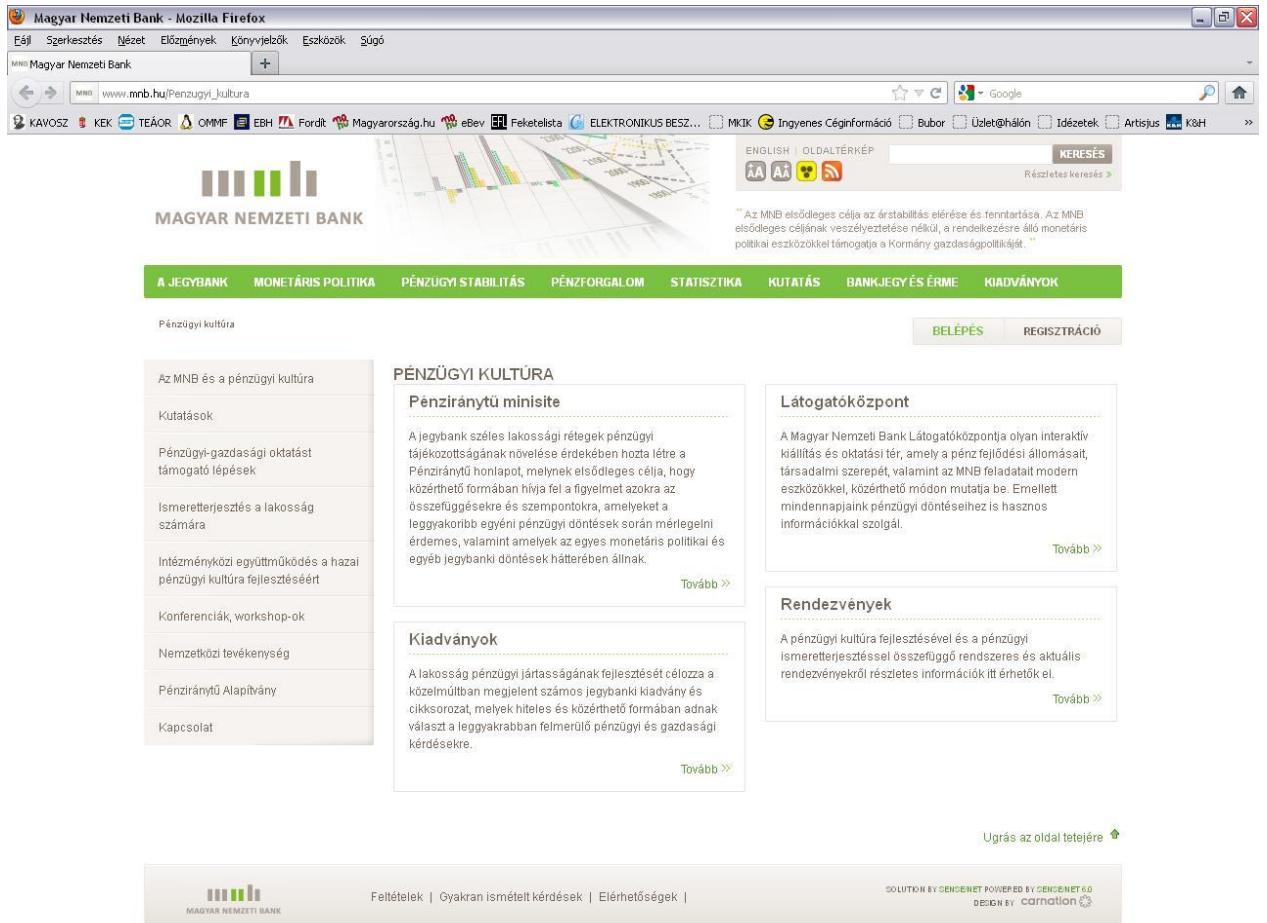 Magyar Nemzeti Bank - Mozilla Firefox
Fájl Szerkesztés Nézet Előzmények Könyvjelzők Eszközök Súgó
MNB Magyar Nemzeti Bank +
MNB www.mnb.hu/Penzugyi_kultura Google
KAVOSZ KEK TEÁOR OMMF EBH Fordít Magyarország.hu eBev Feketelista ELEKTRONIKUS BESZ... MKIK Ingyenes Céginformáció Bubor Üzlet@hálón Idézetek Artisjus K&H »
ENGLISH | OLDALTÉRKÉP KERESÉS
Részletes keresés »
MAGYAR NEMZETI BANK
"Az MNB elsődleges célja az árstabilitás elérése és fenntartása. Az MNB
elsődleges céljának veszélyeztetése nélkül, a rendelkezésre álló monetáris
politikai eszközökkel támogatja a Kormány gazdaságpolitikáját."
A JEGYBANK MONETÁRIS POLITIKA PÉNZÜGYI STABILITÁS PÉNZFORGALOM STATISZTIKA KUTATÁS BANKJEGY ÉS ÉRME KIADVÁNYOK
Pénzügyi kultúra
BELÉPÉS REGISZTRÁCIÓ
Az MNB és a pénzügyi kultúra
Kutatások
Pénzügyi-gazdasági oktatást
támogató lépések
Ismeretterjesztés a lakosság
számára
Intézményközi együttműködés a hazai
pénzügyi kultúra fejlesztéséért
Konferenciák, workshop-ok
Nemzetközi tevékenység
Pénziránytű Alapítvány
Kapcsolat
PÉNZÜGYI KULTÚRA
Pénziránytű minisite
A jegybank széles lakossági rétegek pénzügyi
tájékozottságának növelése érdekében hozta létre a
Pénziránytű honlapot, melynek elsődleges célja, hogy
közérthető formában hívja fel a figyelmet azokra az
összefüggésekre és szempontokra, amelyeket a
leggyakoribb egyéni pénzügyi döntések során mérlegelni
érdemes, valamint amelyek az egyes monetáris politikai és
egyéb jegybanki döntések hátterében állnak.
Tovább »
Kiadványok
A lakosság pénzügyi jártasságának fejlesztését célozza a
közelmúltban megjelent számos jegybanki kiadvány és
cikksorozat, melyek hiteles és közérthető formában adnak
választ a leggyakrabban felmerülő pénzügyi és gazdasági
kérdésekre.
Tovább »
Látogatóközpont
A Magyar Nemzeti Bank Látogatóközpontja olyan interaktív
kiállítás és oktatási tér, amely a pénz fejlődési állomásait,
társadalmi szerepét, valamint az MNB feladatait modern
eszközökkel, közérthető módon mutatja be. Emellett
mindennapjaink pénzügyi döntéseihez is hasznos
információkkal szolgál.
Tovább »
Rendezvények
A pénzügyi kultúra fejlesztésével és a pénzügyi
ismeretterjesztéssel összefüggő rendszeres és aktuális
rendezvényekről részletes információk itt érhetők el.
Tovább »
Ugrás az oldal tetejére
MAGYAR NEMZETI BANK
Feltételek | Gyakran ismételt kérdések | Elérhetőségek |
SOLUTION BY SENSE/NET POWERED BY SENSE/NET 6.0
DESIGN BY carnation